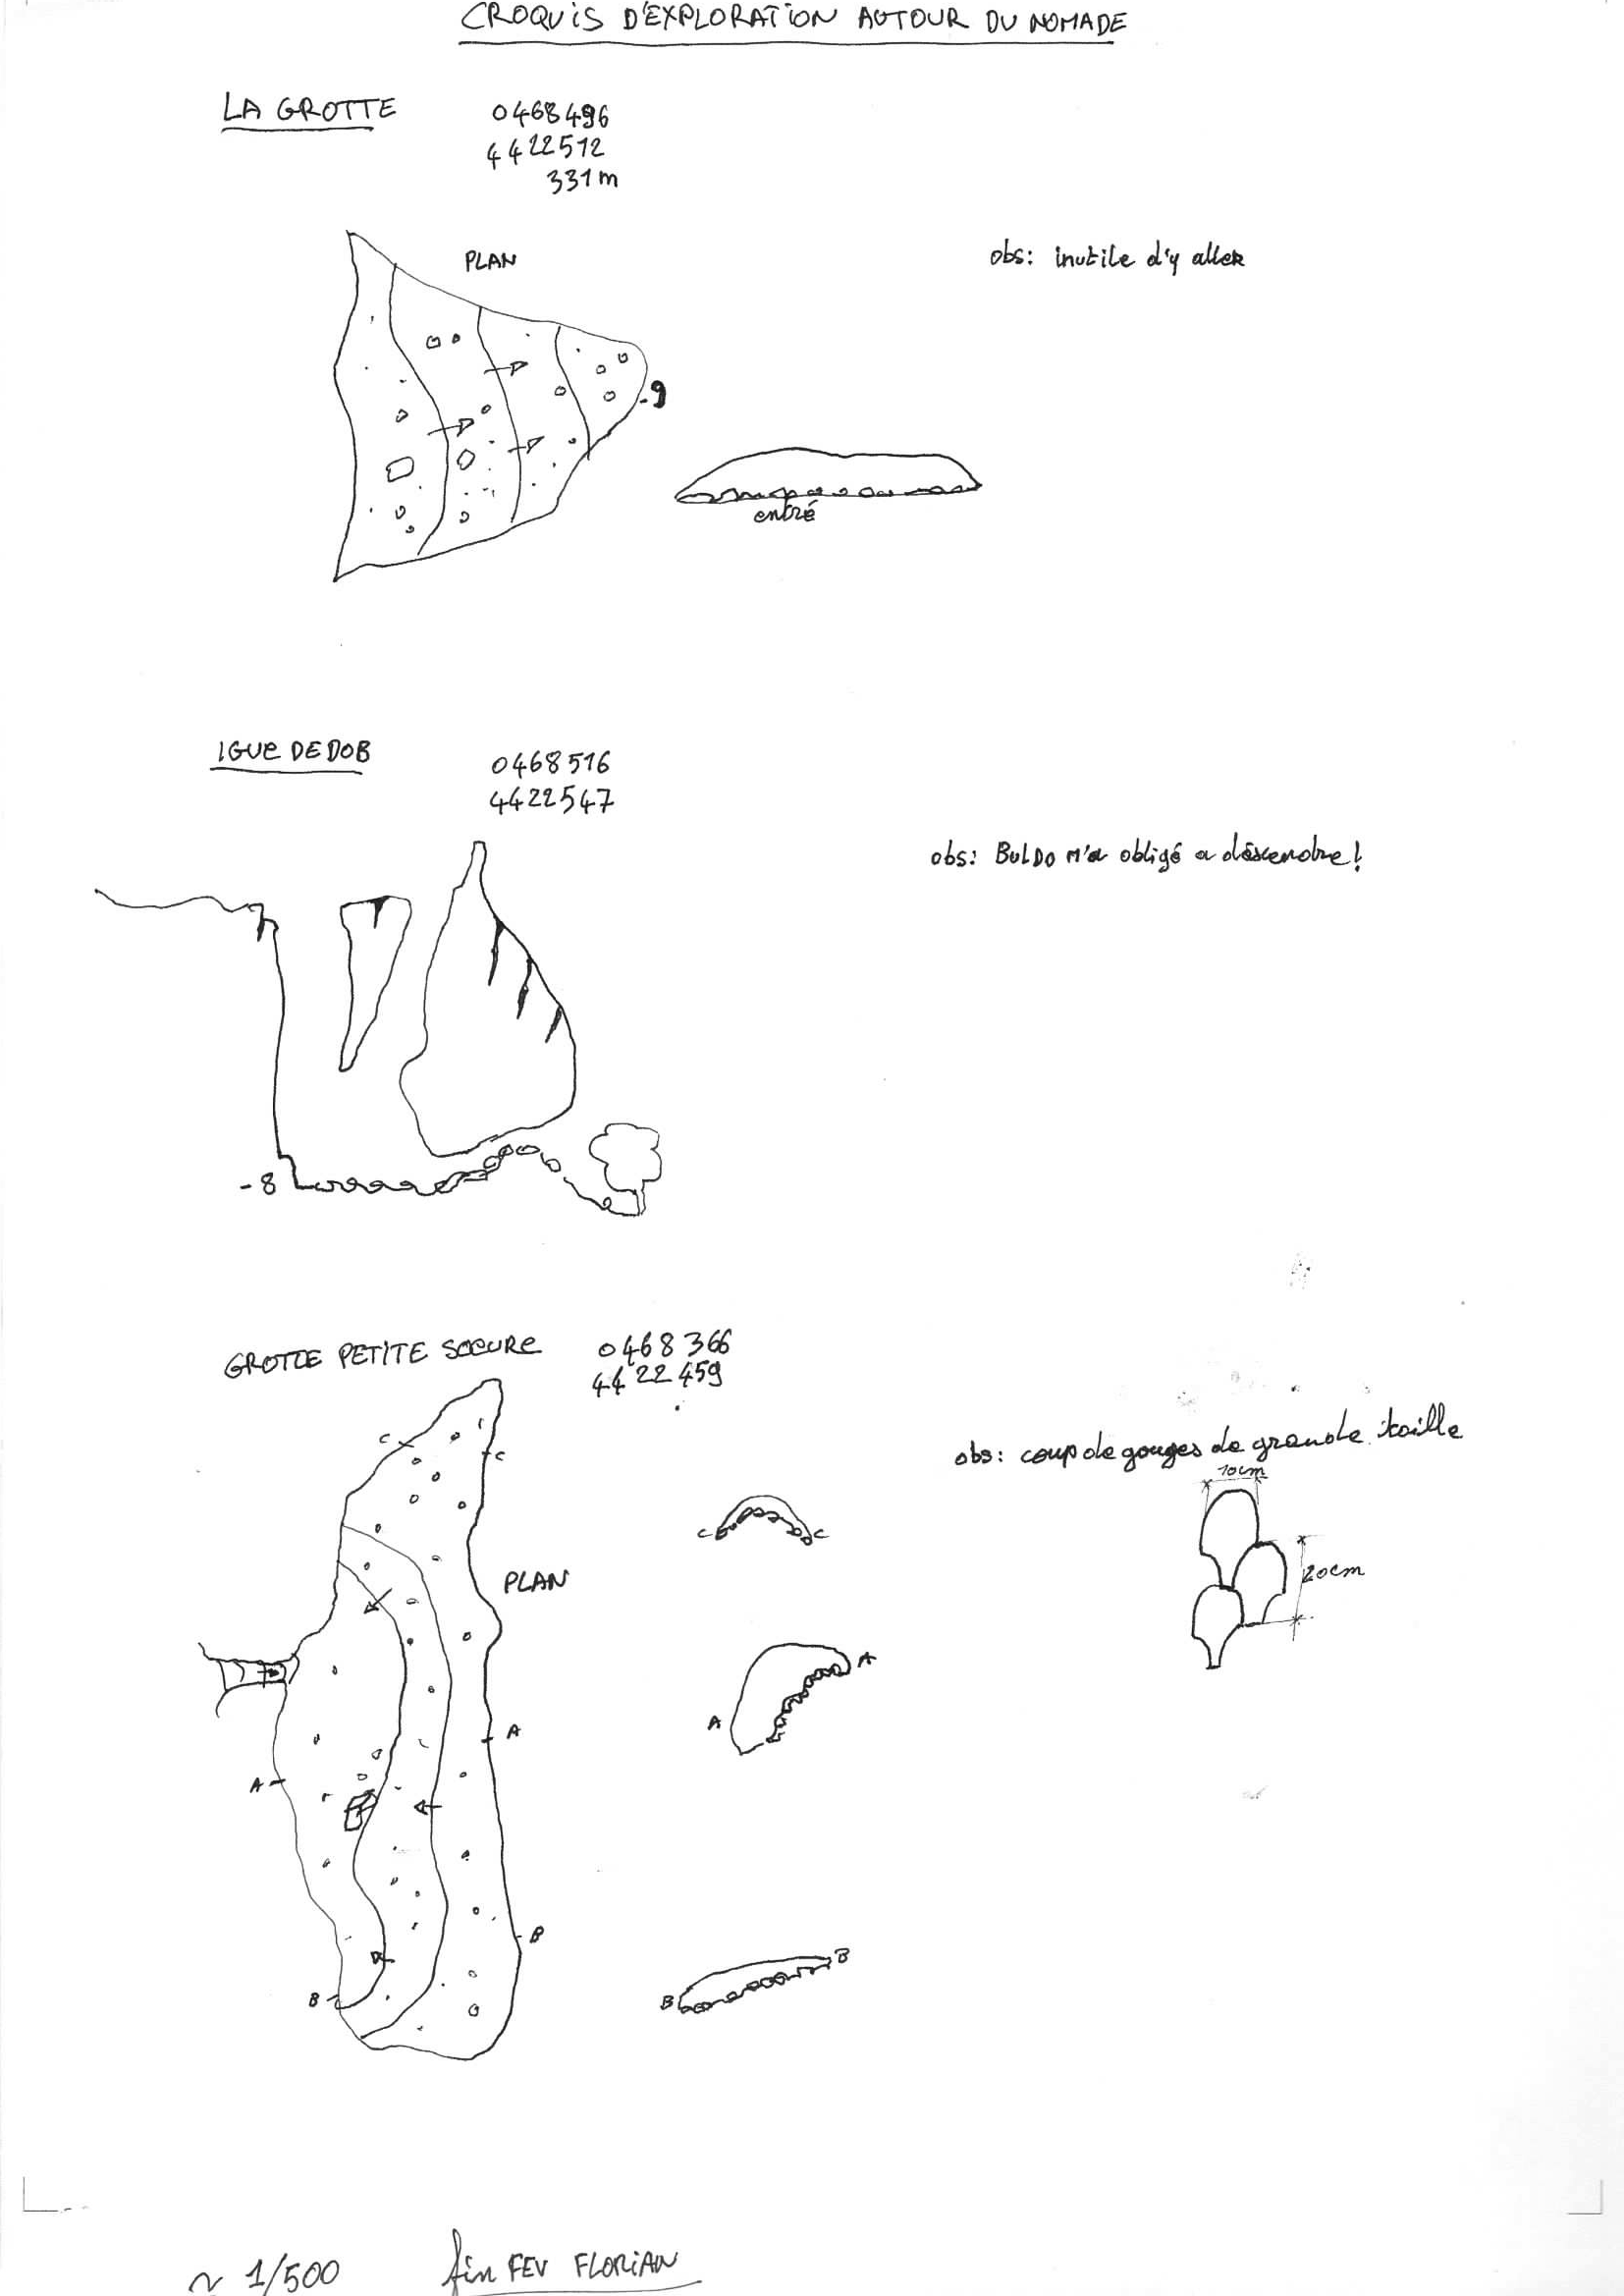 CROQUIS D'EXPLORATION AUTOUR DU NOMADE
LA GROTTE
0468496
4422512
331m
PLAN
obs: inutile d'y aller
-9
entré
IGUE DE DOB
0468516
4422547
obs: BULDO M'a obligé a déscendre!
-8
GROTTE PETITE SOEURE
0468366
4422459
obs: coup de gouges de grande taille
10cm
C
C
C
C
20cm
PLAN
A
A
A
A
B
B
B
B
~ 1/500
fin FEV FLORIAN